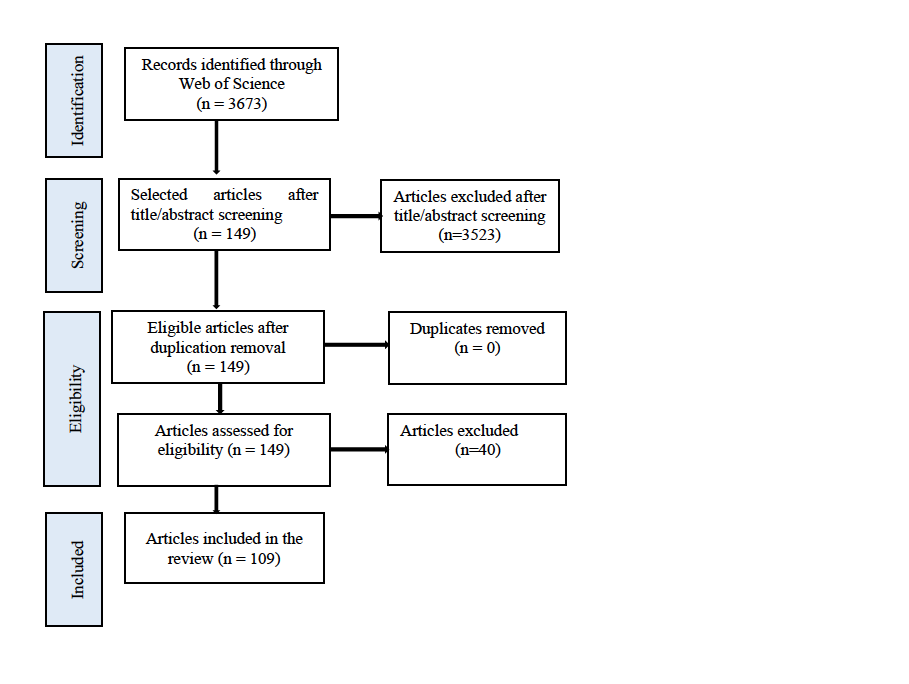 Identification
Records identified through
Web of Science
(n = 3673)
Screening
Selected articles after
title/abstract screening
(n = 149)
Articles excluded after
title/abstract screening
(n=3523)
Eligibility
Eligible articles after
duplication removal
(n = 149)
Duplicates removed
(n = 0)
Articles assessed for
eligibility (n = 149)
Articles excluded
(n=40)
Included
Articles included in the
review (n = 109)